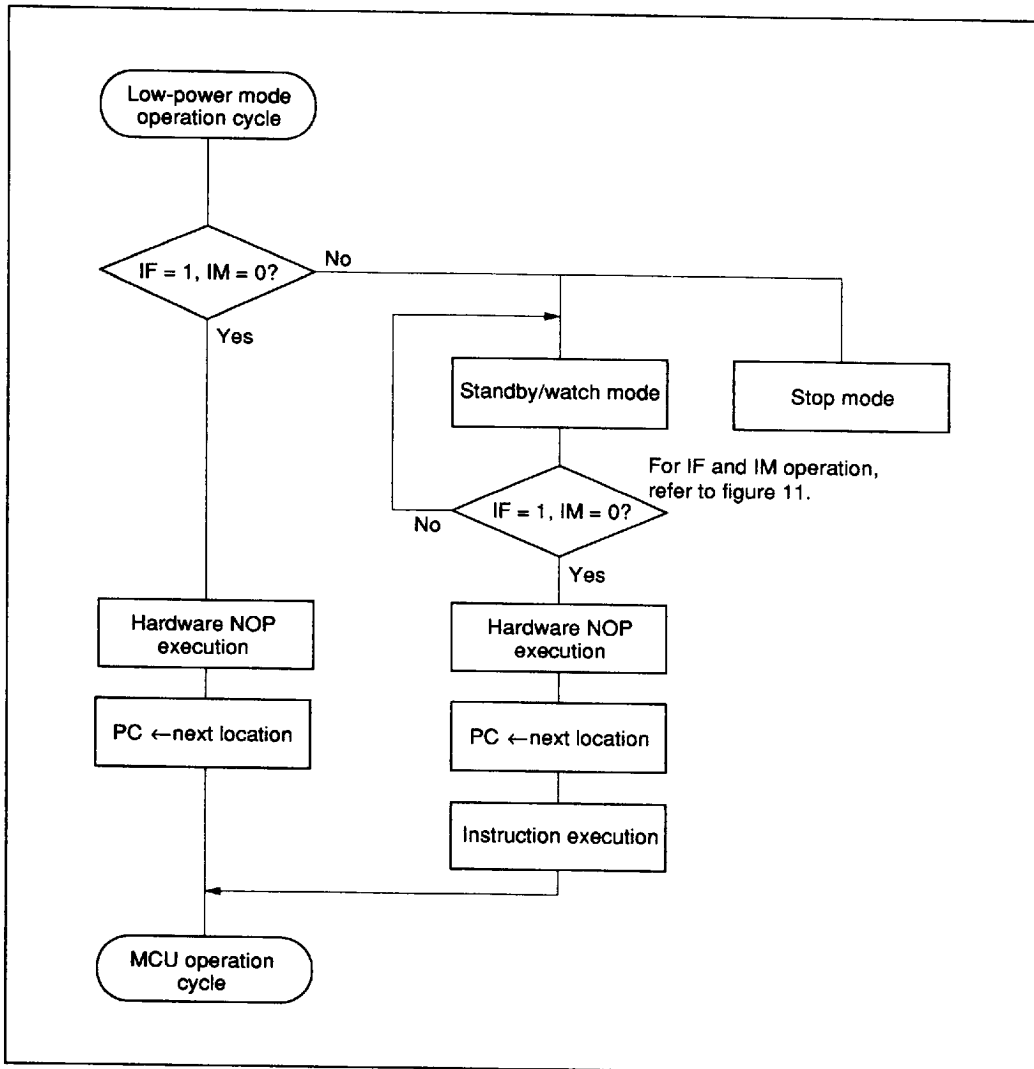 Low-power mode
operation cycle
IF = 1, IM = 0?
No
Yes
Standby/watch mode
Stop mode
For IF and IM operation,
refer to figure 11.
IF = 1, IM = 0?
No
Yes
Hardware NOP
execution
Hardware NOP
execution
PC ←next location
PC ←next location
Instruction execution
MCU operation
cycle